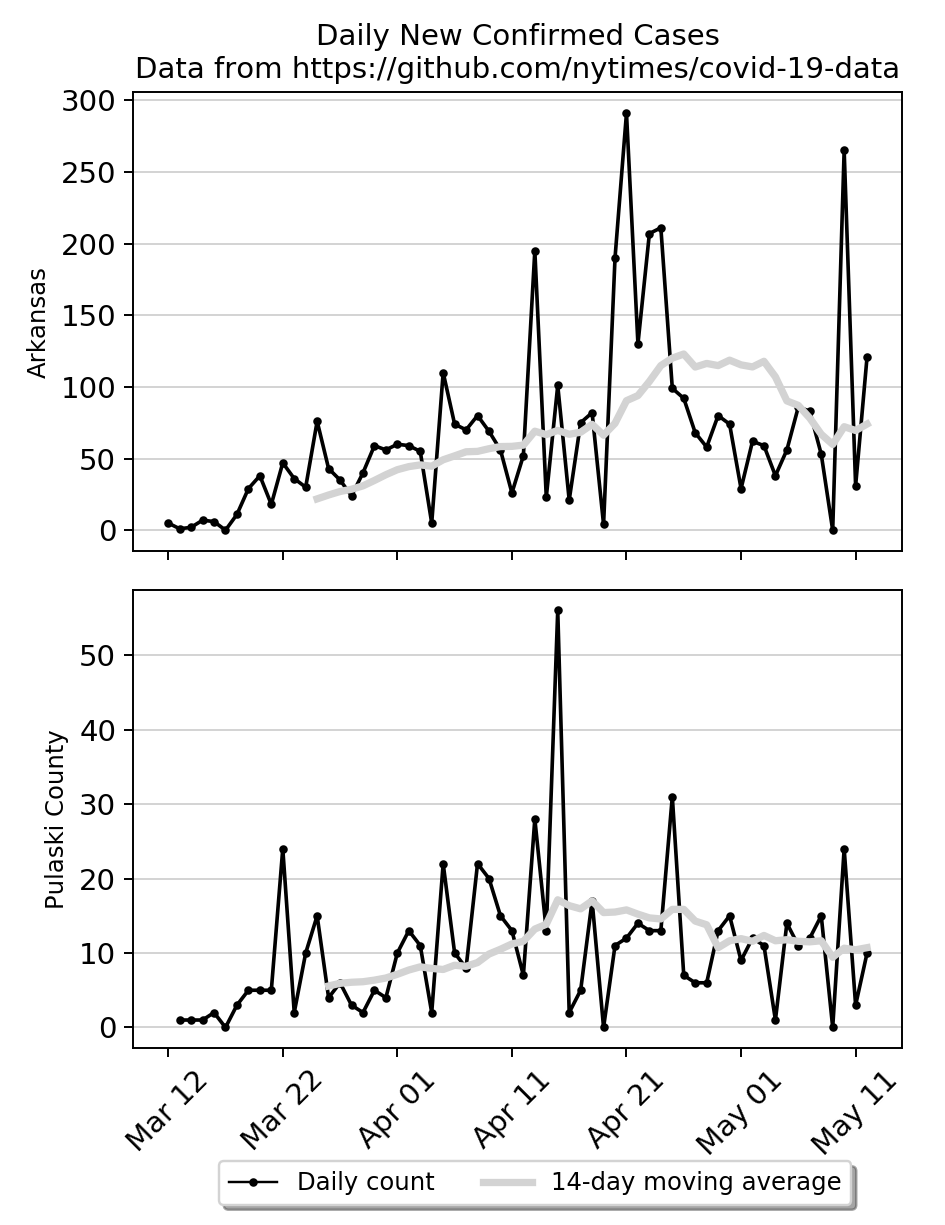 Daily New Confirmed Cases
Data from https://github.com/nytimes/covid-19-data
300
250
200
150
100
50
0
Arkansas
50
40
30
20
10
0
Pulaski County
Mar 12
Mar 22
Apr 01
Apr 11
Apr 21
May 01
May 11
Daily count
14-day moving average